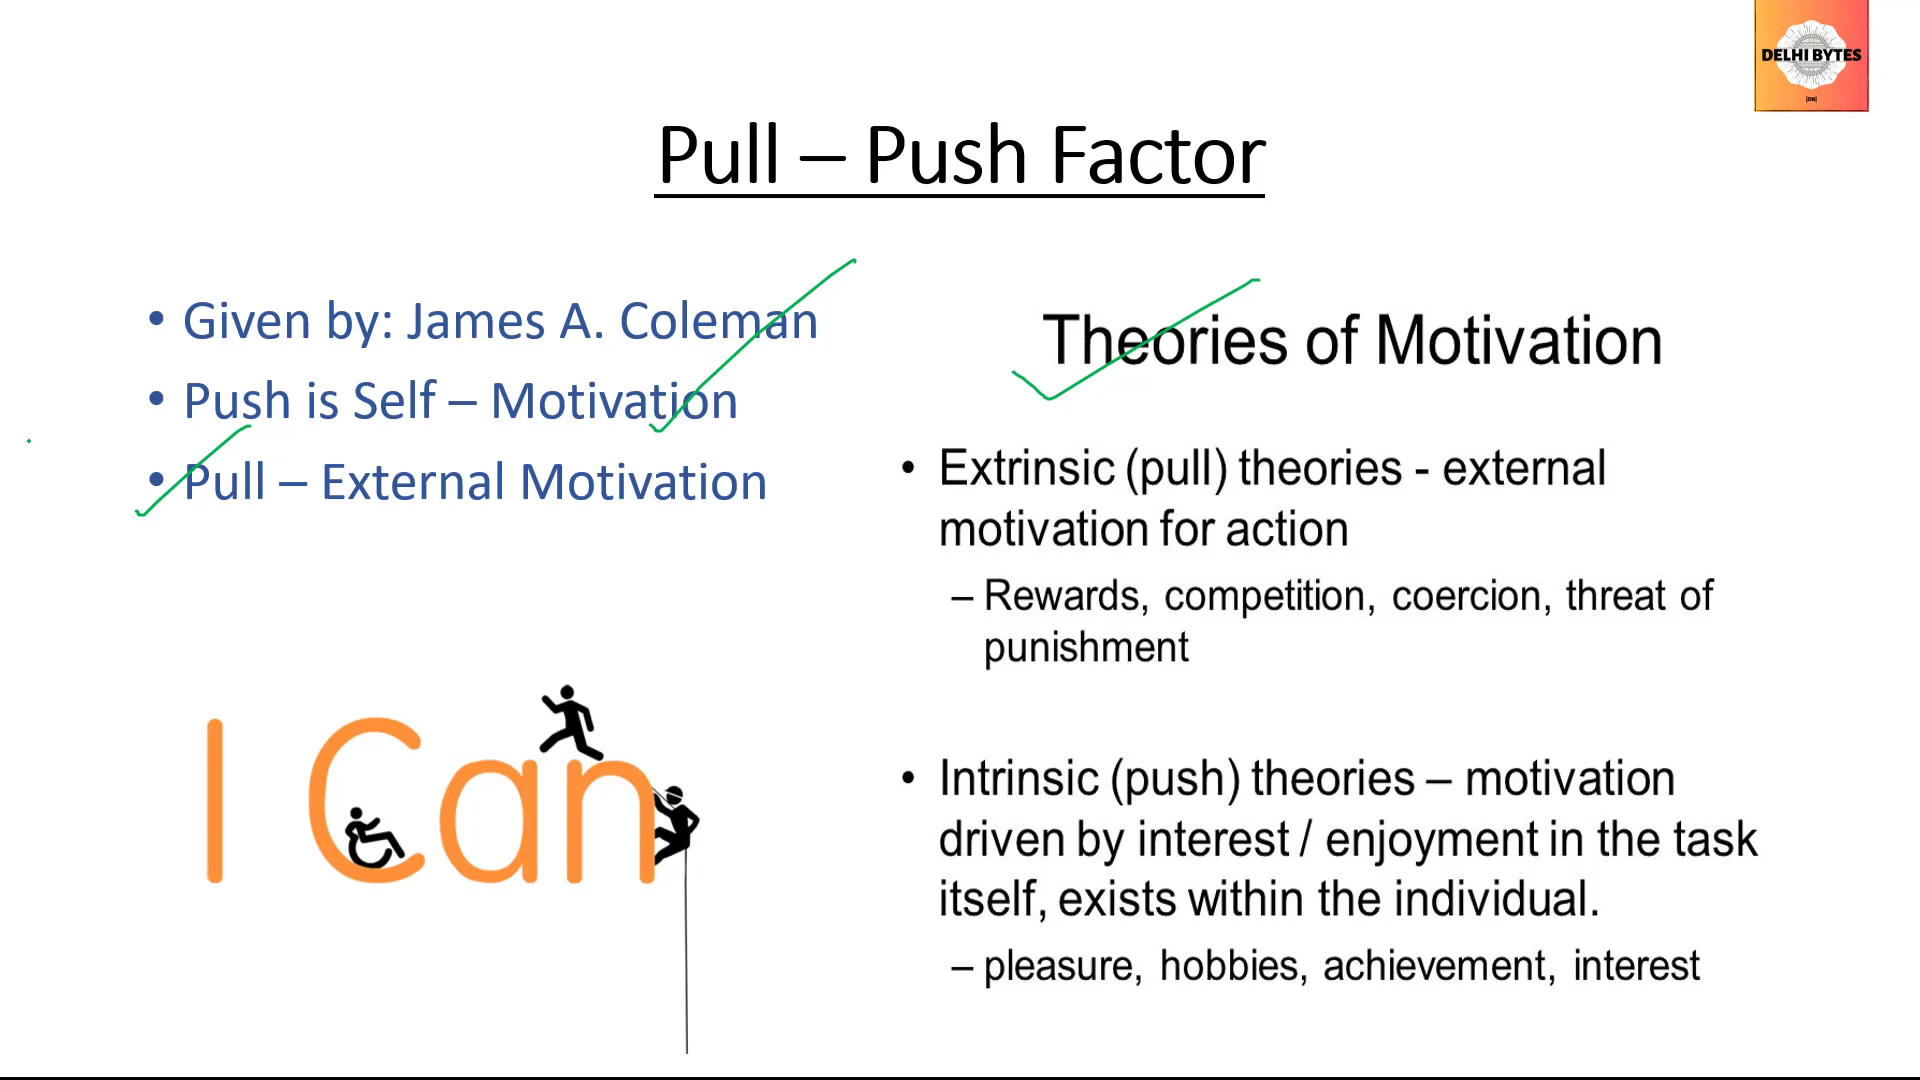 DELHI BYTES
|DB|
Pull – Push Factor
• Given by: James A. Coleman
• Push is Self – Motivation
• Pull – External Motivation
I Can
Theories of Motivation
• Extrinsic (pull) theories - external
motivation for action
– Rewards, competition, coercion, threat of
punishment
• Intrinsic (push) theories – motivation
driven by interest / enjoyment in the task
itself, exists within the individual.
– pleasure, hobbies, achievement, interest